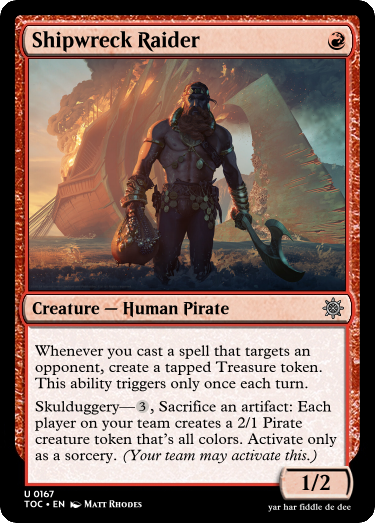 Shipwreck Raider
Creature — Human Pirate
Whenever you cast a spell that targets an
opponent, create a tapped Treasure token.
This ability triggers only once each turn.
Skulduggery—3, Sacrifice an artifact: Each
player on your team creates a 2/1 Pirate
creature token that's all colors. Activate only
as a sorcery. (Your team may activate this.)
1/2
U 0167
TOC • EN Matt Rhodes
yar har fiddle de dee